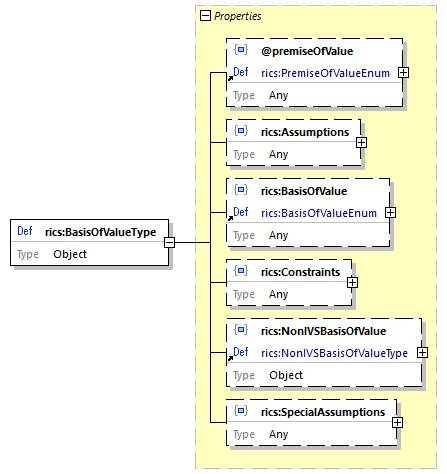 Properties
@premiseOfValue
Def rics:PremiseOfValueEnum
Type Any
rics:Assumptions
Type Any
rics:BasisOfValue
Def rics:BasisOfValueEnum
Type Any
Def rics:BasisOfValueType
Type Object
rics:Constraints
Type Any
rics:NonIVSBasisOfValue
Def rics:NonIVSBasisOfValueType
Type Object
rics:SpecialAssumptions
Type Any